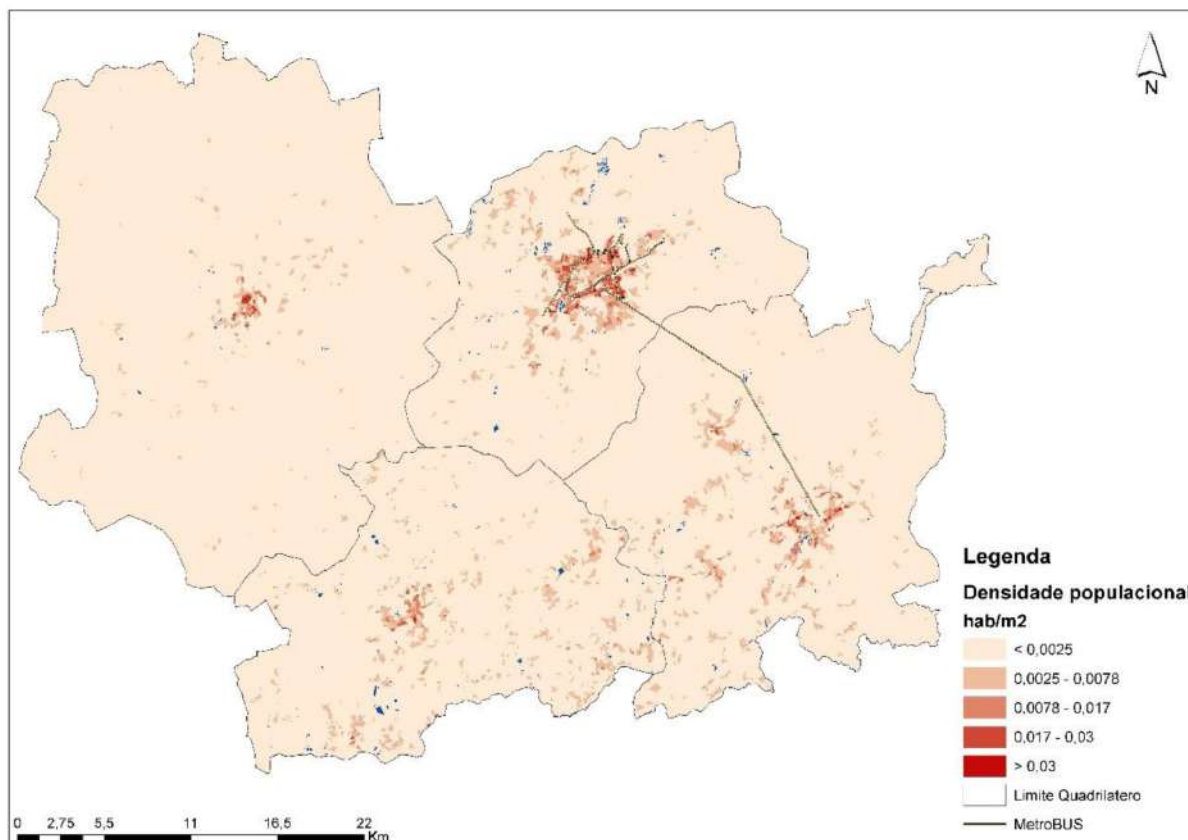 N
Legenda
Densidade populacional
hab/m2
< 0,0025
0,0025 - 0,0078
0,0078 - 0,017
0,017 - 0,03
> 0,03
Limite Quadrilatero
MetroBUS
0 2,75 5,5 11 16,5 22
Km